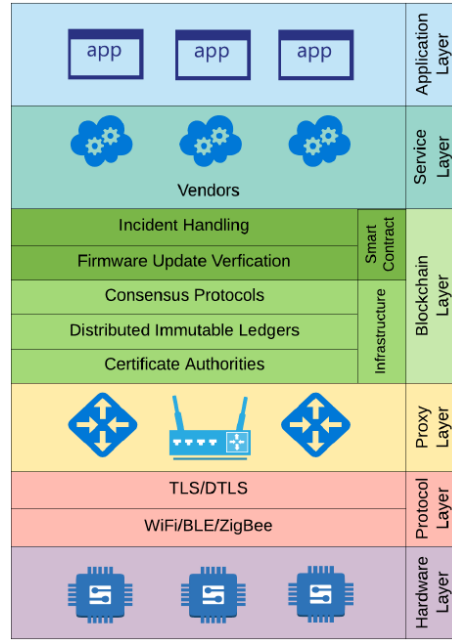 app
app
app
Application
Layer
Service
Layer
Vendors
Incident Handling
Firmware Update Verfication
Smart
Contract
Consensus Protocols
Distributed Immutable Ledgers
Certificate Authorities
Infrastructure
Blockchain
Layer
Proxy
Layer
TLS/DTLS
WiFi/BLE/ZigBee
Protocol
Layer
Hardware
Layer